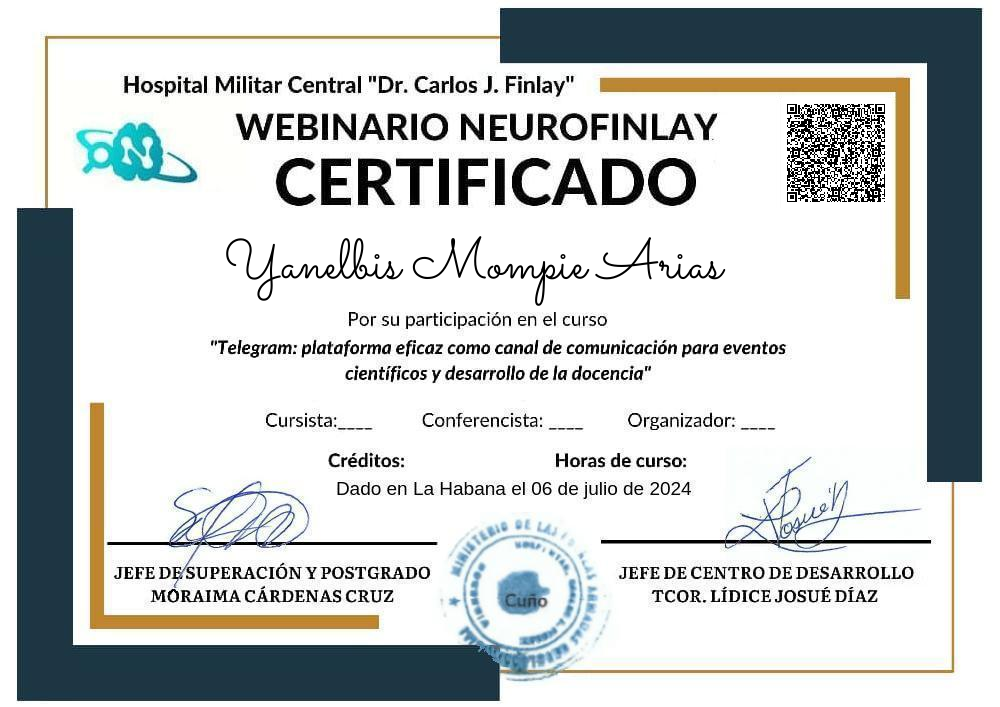 Hospital Militar Central "Dr. Carlos J. Finlay"
WEBINARIO NEUROFINLAY
CERTIFICADO
Yanelbis Mompie Arias
Por su participación en el curso
"Telegram: plataforma eficaz como canal de comunicación para eventos
científicos y desarrollo de la docencia"
Cursista:____ Conferencista: ____ Organizador: ____
Créditos: Horas de curso:
Dado en La Habana el 06 de julio de 2024
Josué
JEFE DE SUPERACIÓN Y POSTGRADO
MORAIMA CÁRDENAS CRUZ
JEFE DE CENTRO DE DESARROLLO
TCOR. LÍDICE JOSUÉ DÍAZ
MINISTERIO DE LAS
ARMADAS
Cuño